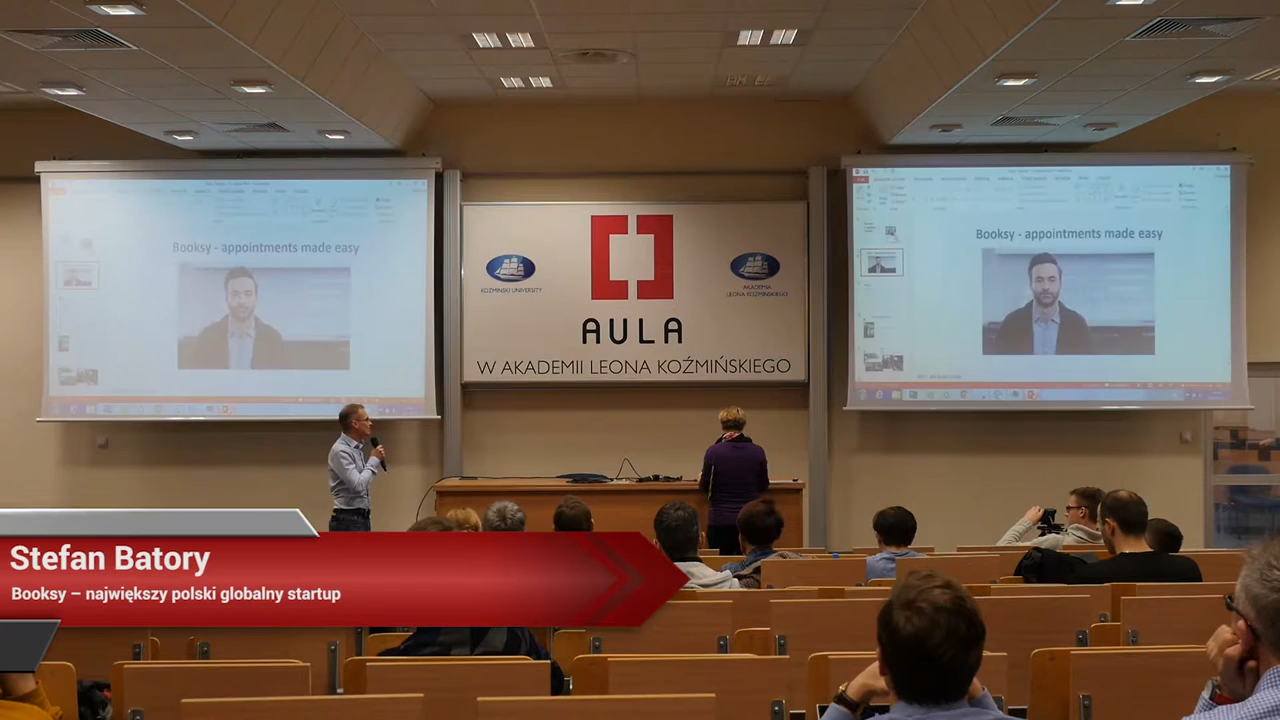 Booksy - appointments made easy
KOZMINSKI UNIVERSITY
AKADEMIA
LEONA KOŹMIŃSKIEGO
AULA
W AKADEMII LEONA KOŹMIŃSKIEGO
Booksy - appointments made easy
Stefan Batory
Booksy – największy polski globalny startup